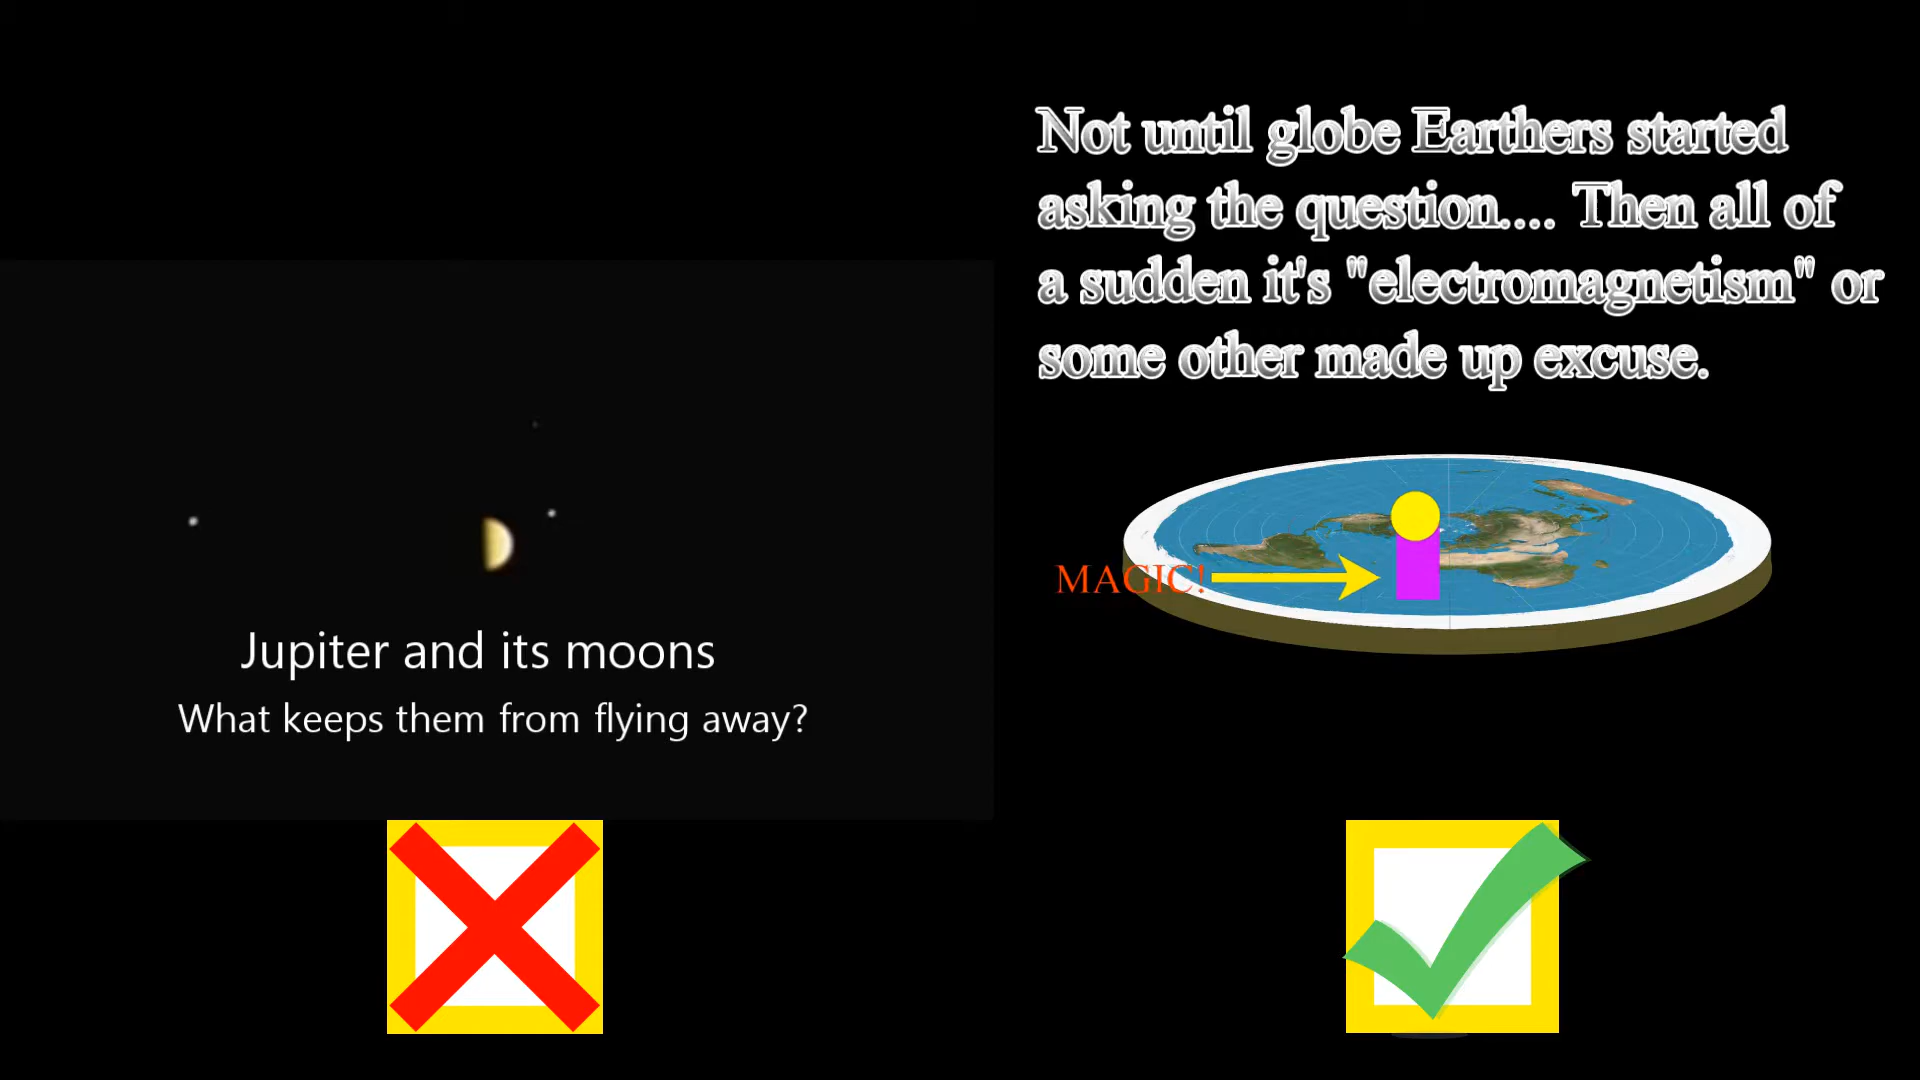 Not until globe Earthers started
asking the question.... Then all of
a sudden it's "electromagnetism" or
some other made up excuse.
MAGIC!
Jupiter and its moons
What keeps them from flying away?